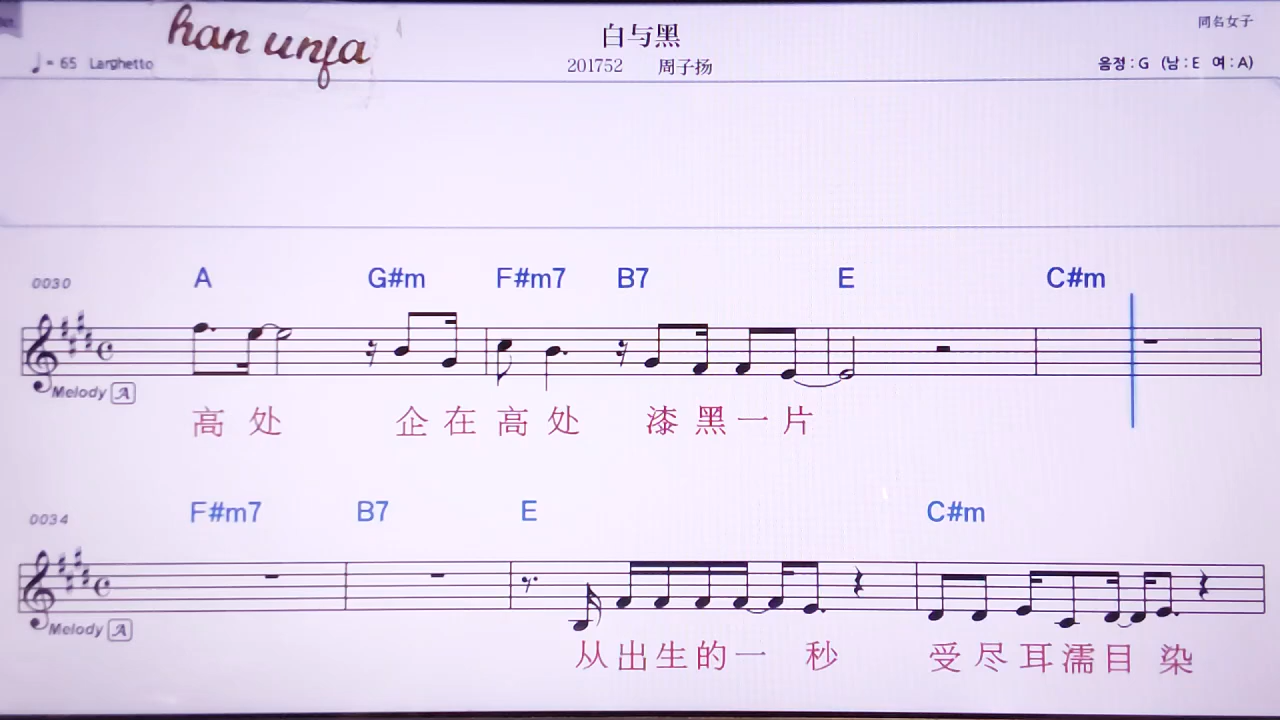 han unfa
白与黑
同名女子
♩= 65 Larghetto
201752 周子扬
음정 : G (남 : E 여 : A)
0030 A G#m F#m7 B7 E C#m
Melody A
高处 企在高处 漆黑一片
0034 F#m7 B7 E C#m
Melody A
从出生的一 秒 受尽耳濡目 染